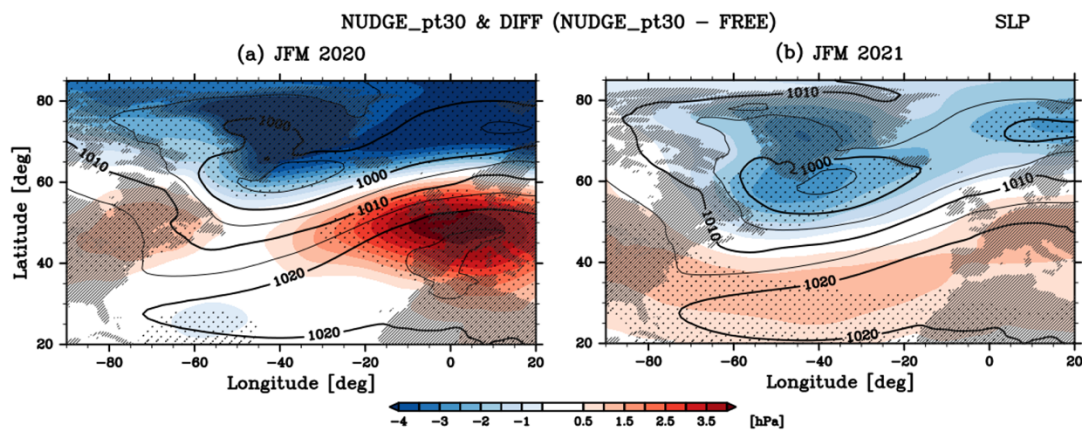 NUDGE_pt30 & DIFF (NUDGE_pt30 − FREE) SLP
(a) JFM 2020
(b) JFM 2021
Latitude [deg]
80
60
40
20
1000
1010
1000
1010
1020
1020
-80 -60 -40 -20 0 20
Longitude [deg]
80
60
40
20
1010
1000
1010
1010
1020
1020
-80 -60 -40 -20 0 20
Longitude [deg]
-4 -3 -2 -1 0.5 1.5 2.5 3.5 [hPa]